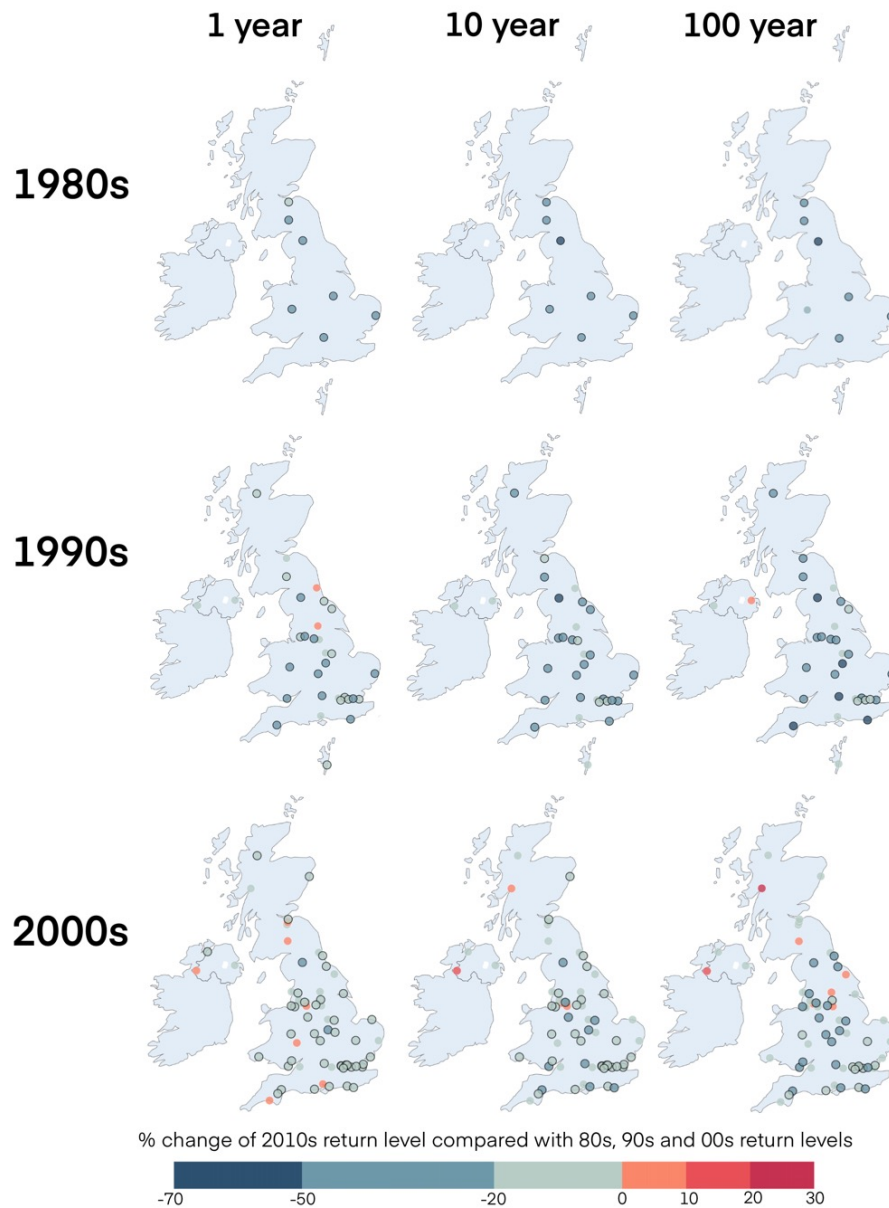 1 year 10 year 100 year
1980s
1990s
2000s
% change of 2010s return level compared with 80s, 90s and 00s return levels
-70 -50 -20 0 10 20 30